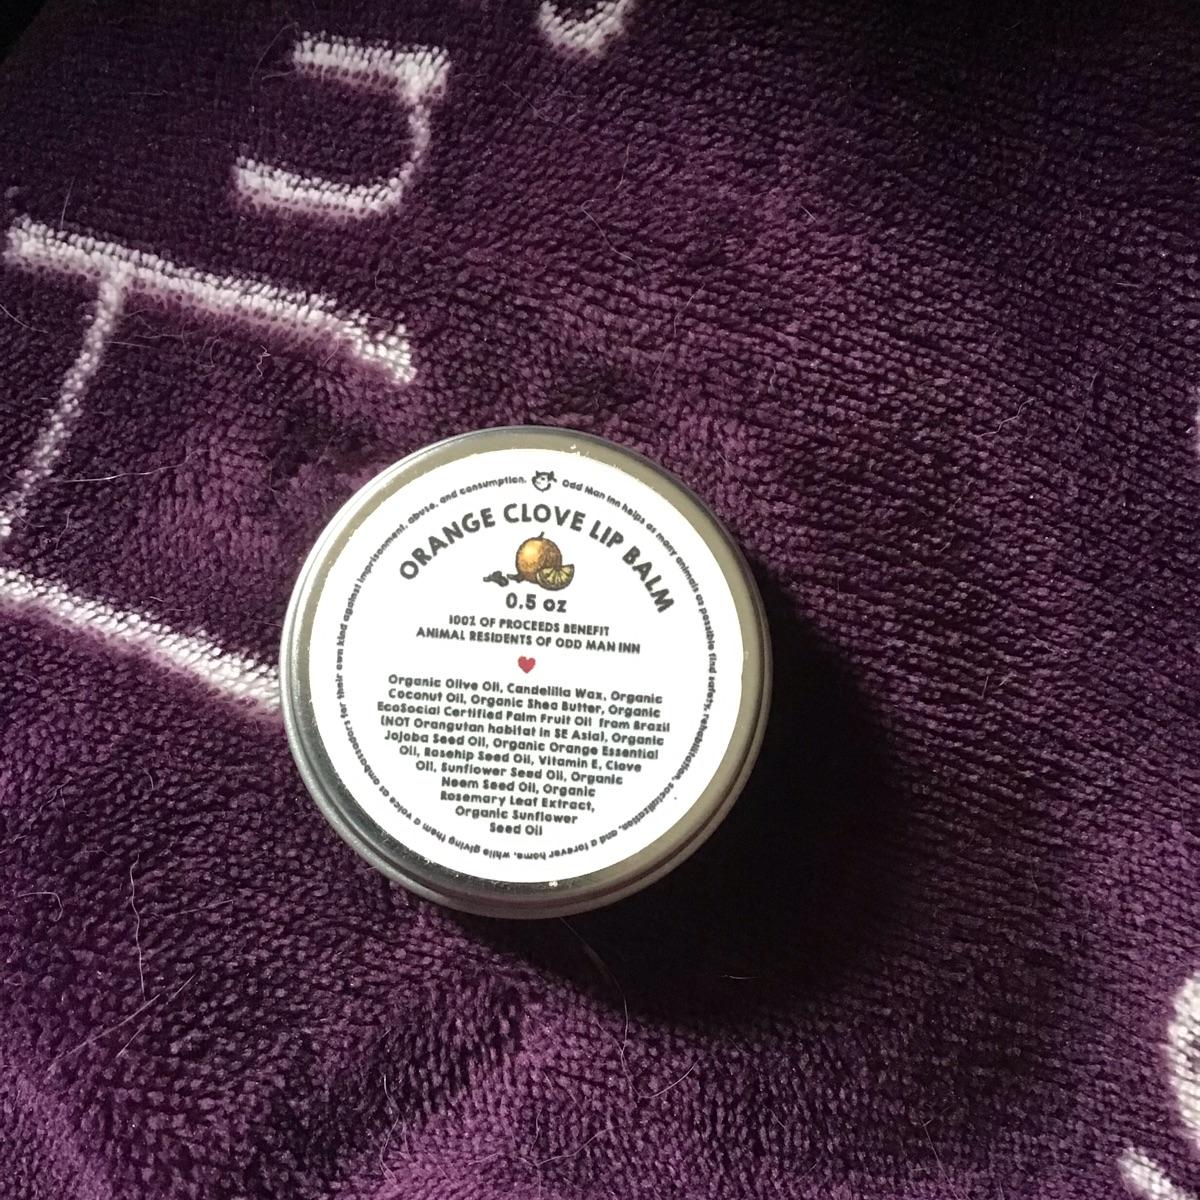 Odd Man Inn helps as many animals as possible find safety, rehabilitation, socialization, and a forever home, while giving them a voice as ambassadors for their own kind against imprisonment, abuse, and consumption.
ORANGE CLOVE LIP BALM
0.5 oz
100% OF PROCEEDS BENEFIT
ANIMAL RESIDENTS OF ODD MAN INN
Organic Olive Oil, Candelilla Wax, Organic
Coconut Oil, Organic Shea Butter, Organic
EcoSocial Certified Palm Fruit Oil from Brazil
(NOT Orangutan habitat in SE Asia), Organic
Jojoba Seed Oil, Organic Orange Essential
Oil, Rosehip Seed Oil, Vitamin E, Clove
Oil, Sunflower Seed Oil, Organic
Neem Seed Oil, Organic
Rosemary Leaf Extract,
Organic Sunflower
Seed Oil